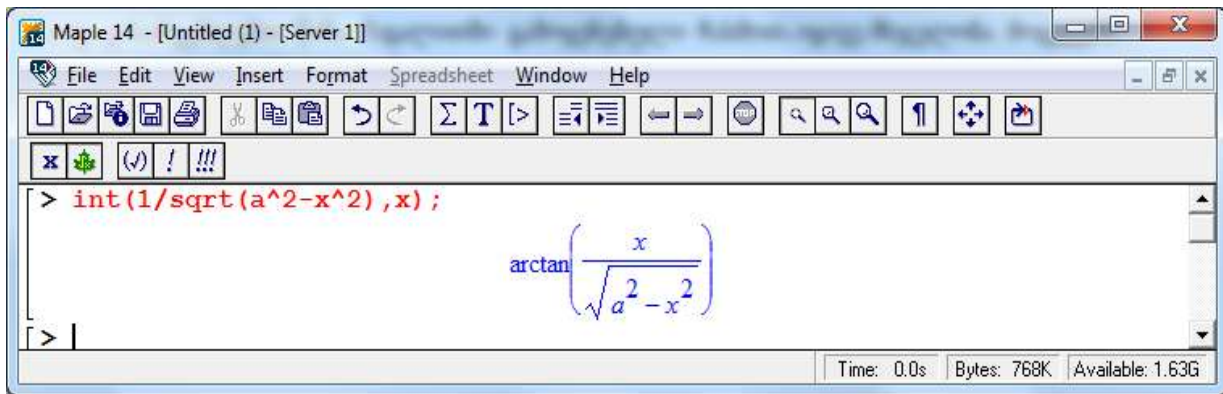 Maple 14 - [Untitled (1) - [Server 1]]
File Edit View Insert Format Spreadsheet Window Help
Σ T [>
x (√) ! !!!
> int(1/sqrt(a^2-x^2),x);
arctan(x/√(a^2 - x^2))
>
Time: 0.0s Bytes: 768K Available: 1.63G